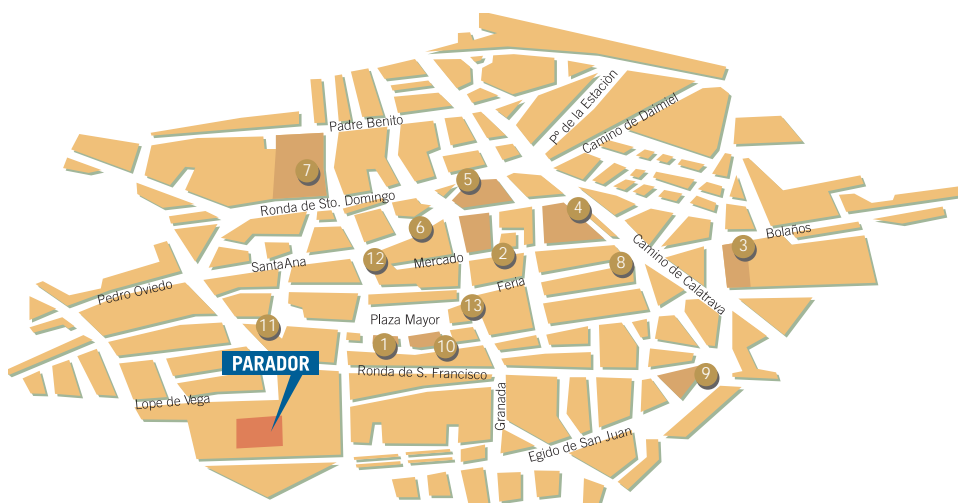 Pº de la Estaciòn
Padre Benito
Camino de Daimiel
7
5
Ronda de Sto. Domingo
4
6
Bolaños
3
2
12
Mercado
8
SantaAna
Camino de Calatrava
Feria
Pedro Oviedo
13
Plaza Mayor
11
1
10
PARADOR
Ronda de S. Francisco
9
Lope de Vega
Granada
Egido de San Juan